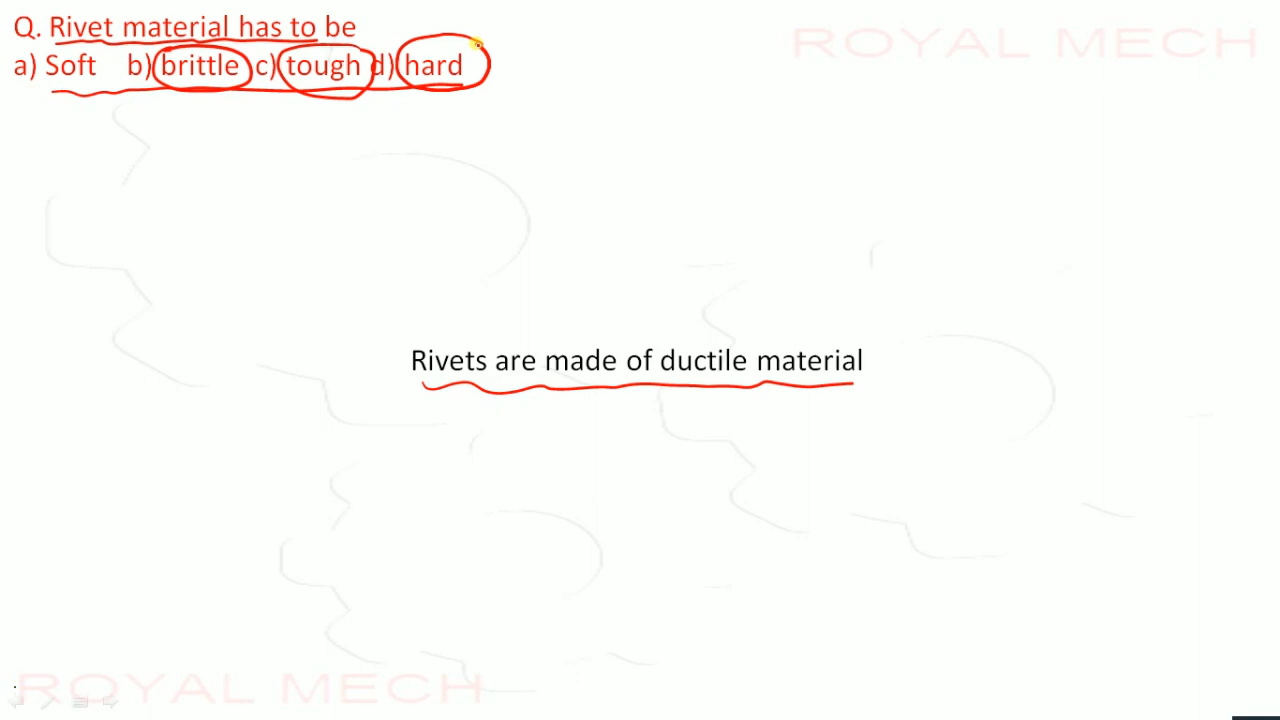 Q. Rivet material has to be
ROYAL MECH
a) Soft b) brittle c) tough d) hard
Rivets are made of ductile material
ROYAL MECH